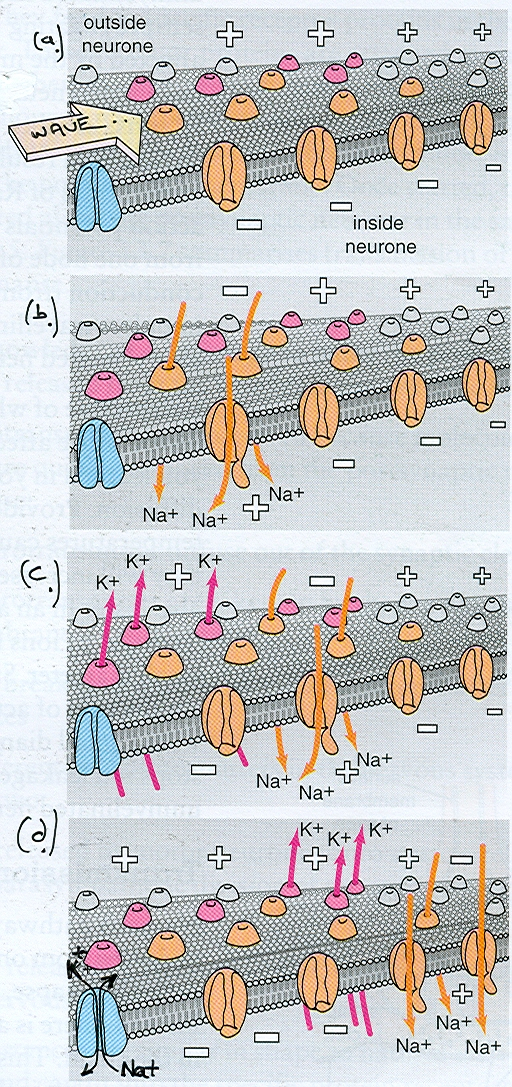 (a.)
outside
neurone
+ + + +
WAVE...
− − − −
inside
neurone
(b.)
− + + +
− − −
Na+ Na+ + Na+
(c.)
K+ K+ + K+ − + +
− − −
Na+ Na+ + Na+
(d.)
K+ K+ K+
+ + + + −
K+
+
Na+
− − −
Na+ Na+ Na+